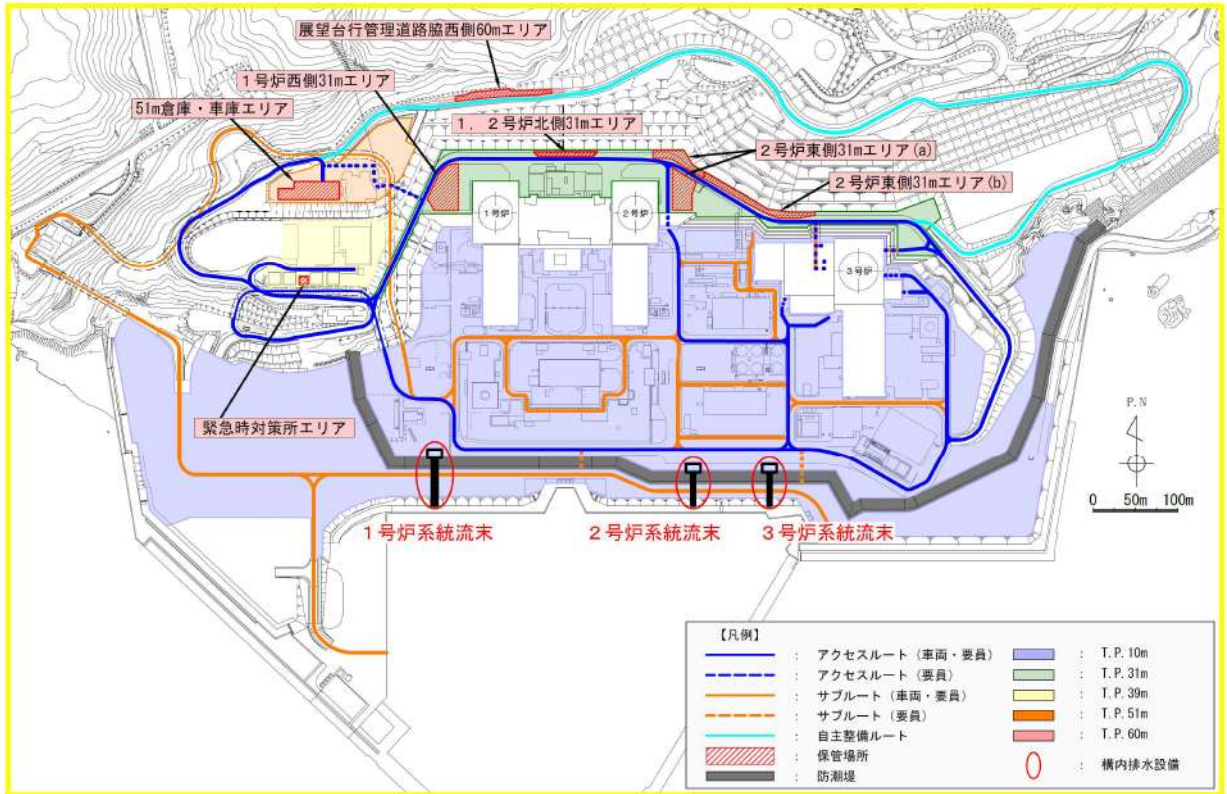 展望台行管理道路脇西側60mエリア
1号炉西側31mエリア
51m倉庫・車庫エリア
1，2号炉北側31mエリア
2号炉東側31mエリア(a)
2号炉東側31mエリア(b)
1号炉
2号炉
3号炉
緊急時対策所エリア
P.N
0 50m 100m
1号炉系統流末
2号炉系統流末
3号炉系統流末
【凡例】
： アクセスルート（車両・要員）
： アクセスルート（要員）
： サブルート（車両・要員）
： サブルート（要員）
： 自主整備ルート
： 保管場所
： 防潮堤
： T.P.10m
： T.P.31m
： T.P.39m
： T.P.51m
： T.P.60m
： 構内排水設備